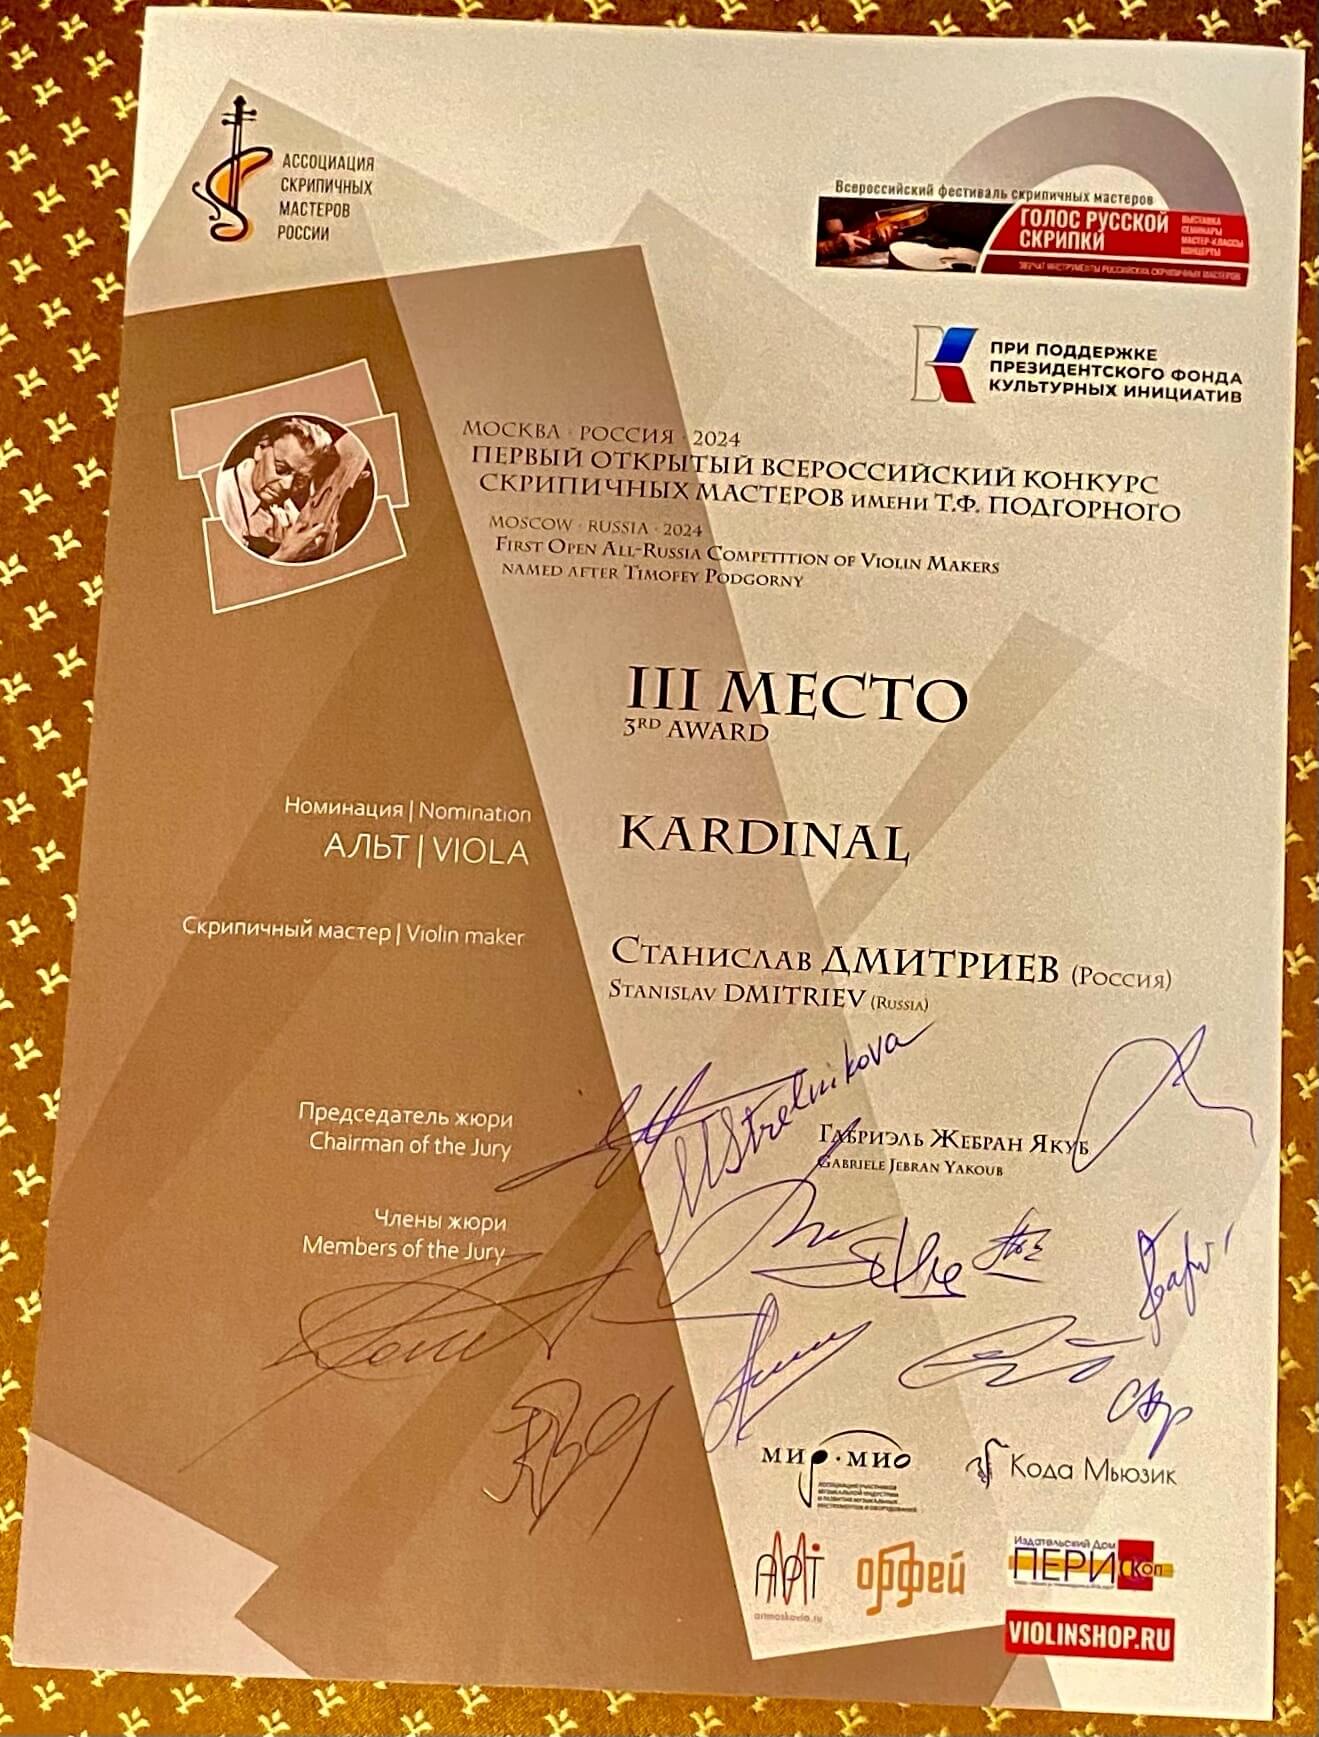 АССОЦИАЦИЯ
СКРИПИЧНЫХ
МАСТЕРОВ
РОССИИ
Всероссийский фестиваль скрипичных мастеров
ГОЛОС РУССКОЙ
СКРИПКИ
ВЫСТАВКА
СЕМИНАРЫ
МАСТЕР-КЛАССЫ
КОНЦЕРТЫ
ЗВУЧАТ ИНСТРУМЕНТЫ РОССИЙСКИХ СКРИПИЧНЫХ МАСТЕРОВ
ПРИ ПОДДЕРЖКЕ
ПРЕЗИДЕНТСКОГО ФОНДА
КУЛЬТУРНЫХ ИНИЦИАТИВ
МОСКВА · РОССИЯ · 2024
ПЕРВЫЙ ОТКРЫТЫЙ ВСЕРОССИЙСКИЙ КОНКУРС
СКРИПИЧНЫХ МАСТЕРОВ ИМЕНИ Т.Ф. ПОДГОРНОГО
MOSCOW · RUSSIA · 2024
FIRST OPEN ALL-RUSSIA COMPETITION OF VIOLIN MAKERS
NAMED AFTER TIMOFEY PODGORNY
III МЕСТО
3RD AWARD
Номинация | Nomination
АЛЬТ | VIOLA
KARDINAL
Скрипичный мастер | Violin maker
Станислав ДМИТРИЕВ (Россия)
Stanislav DMITRIEV (Russia)
Председатель жюри
Chairman of the Jury
Габриэль Жебран Якуб
Gabriele Jebran Yakoub
Члены жюри
Members of the Jury
MStrelnikova
МИР·МИО
Кода Мьюзик
АРТ
artmoskovia.ru
орфей
Издательский Дом
ПЕРИСКОП
VIOLINSHOP.RU